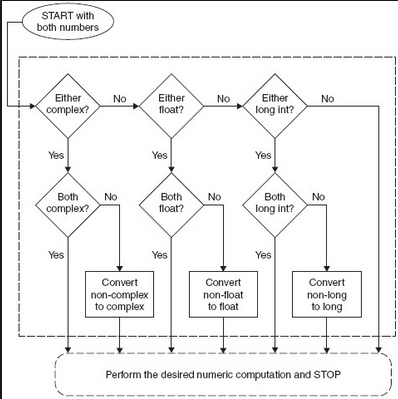 START with
both numbers
Either
complex?
No
Either
float?
No
Either
long int?
No
Yes
Yes
Yes
Both
complex?
No
Both
float?
No
Both
long int?
No
Yes
Yes
Yes
Convert
non-complex
to complex
Convert
non-float
to float
Convert
non-long
to long
Perform the desired numeric computation and STOP